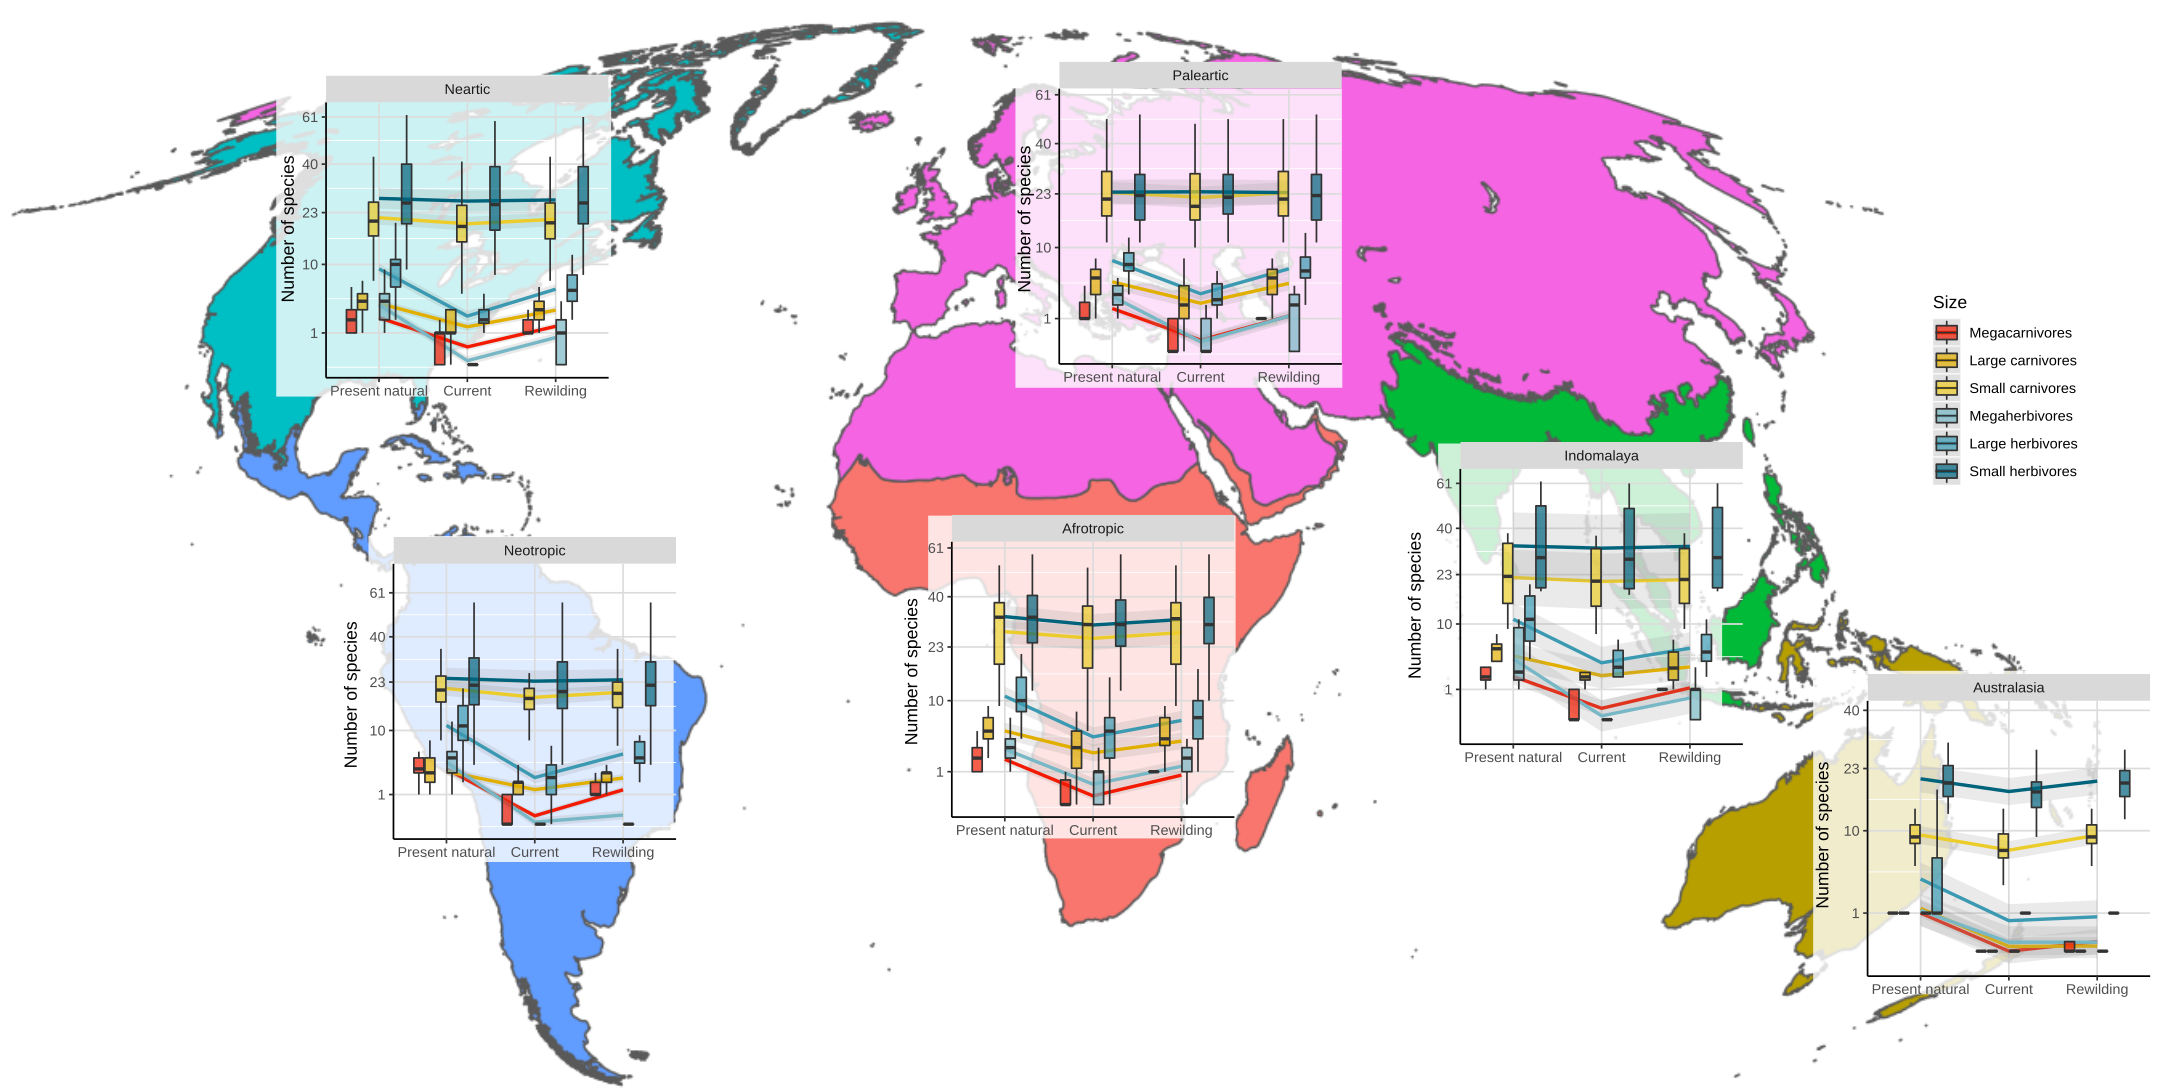 Neartic
Number of species
61
40
23
10
1
Present natural
Current
Rewilding
Paleartic
Number of species
61
40
23
10
1
Present natural
Current
Rewilding
Size
Megacarnivores
Large carnivores
Small carnivores
Megaherbivores
Large herbivores
Small herbivores
Indomalaya
Number of species
61
40
23
10
1
Present natural
Current
Rewilding
Afrotropic
Number of species
61
40
23
10
1
Present natural
Current
Rewilding
Neotropic
Number of species
61
40
23
10
1
Present natural
Current
Rewilding
Australasia
Number of species
40
23
10
1
Present natural
Current
Rewilding